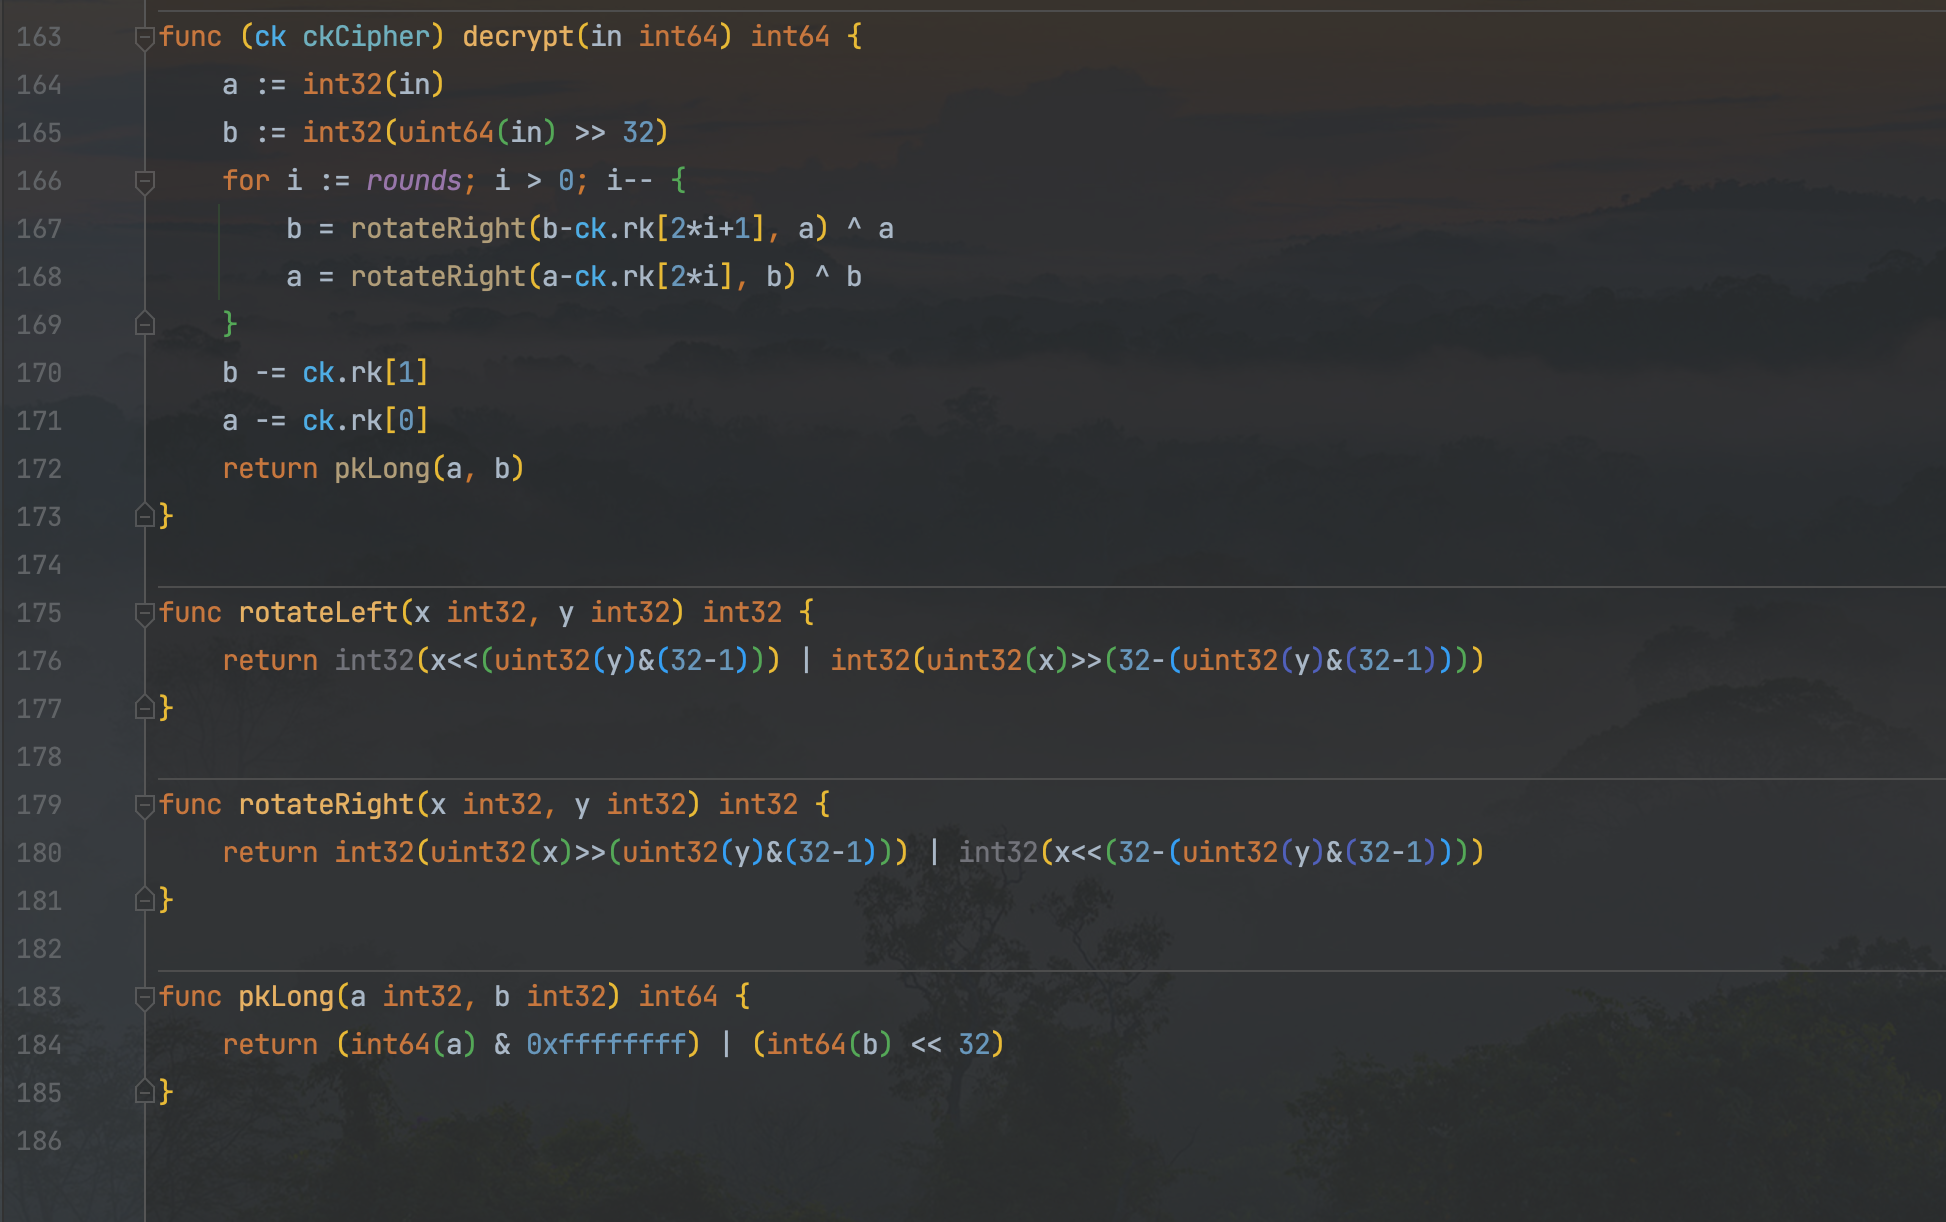 163 func (ck ckCipher) decrypt(in int64) int64 {
164     a := int32(in)
165     b := int32(uint64(in) >> 32)
166     for i := rounds; i > 0; i-- {
167         b = rotateRight(b-ck.rk[2*i+1], a) ^ a
168         a = rotateRight(a-ck.rk[2*i], b) ^ b
169     }
170     b -= ck.rk[1]
171     a -= ck.rk[0]
172     return pkLong(a, b)
173 }
174
175 func rotateLeft(x int32, y int32) int32 {
176     return int32(x<<(uint32(y)&(32-1))) | int32(uint32(x)>>(32-(uint32(y)&(32-1))))
177 }
178
179 func rotateRight(x int32, y int32) int32 {
180     return int32(uint32(x)>>(uint32(y)&(32-1))) | int32(x<<(32-(uint32(y)&(32-1))))
181 }
182
183 func pkLong(a int32, b int32) int64 {
184     return (int64(a) & 0xffffffff) | (int64(b) << 32)
185 }
186